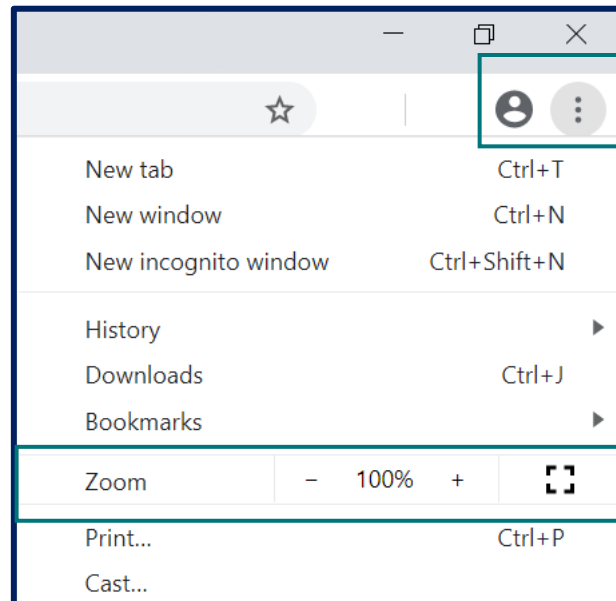 New tab Ctrl+T
New window Ctrl+N
New incognito window Ctrl+Shift+N
History
Downloads Ctrl+J
Bookmarks
Zoom - 100% +
Print... Ctrl+P
Cast...